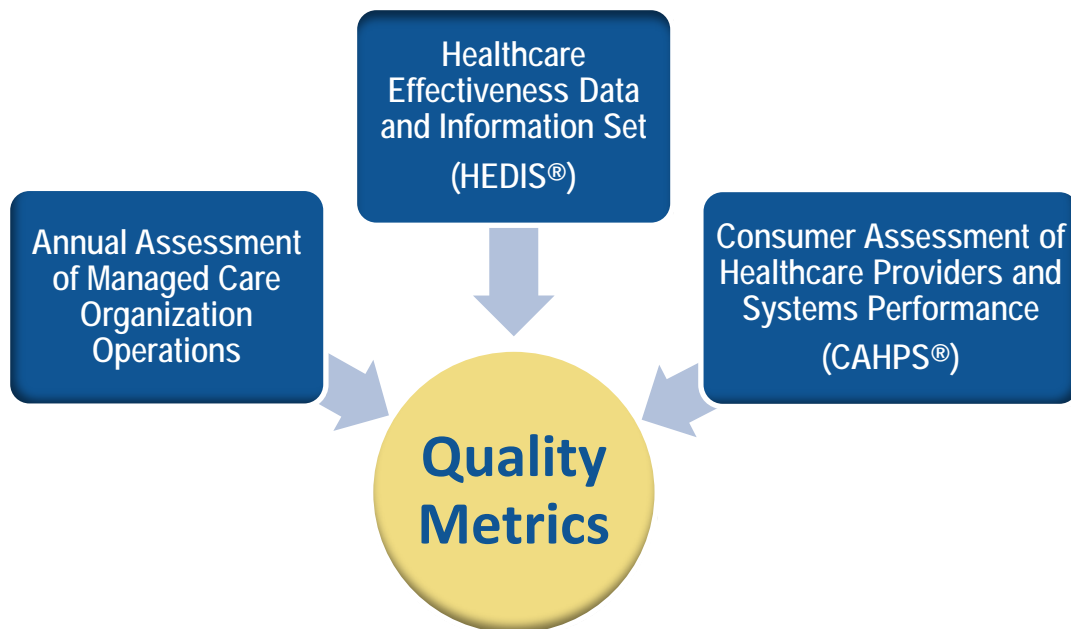 Healthcare
Effectiveness Data
and Information Set
(HEDIS®)
Annual Assessment
of Managed Care
Organization
Operations
Consumer Assessment of
Healthcare Providers and
Systems Performance
(CAHPS®)
Quality
Metrics